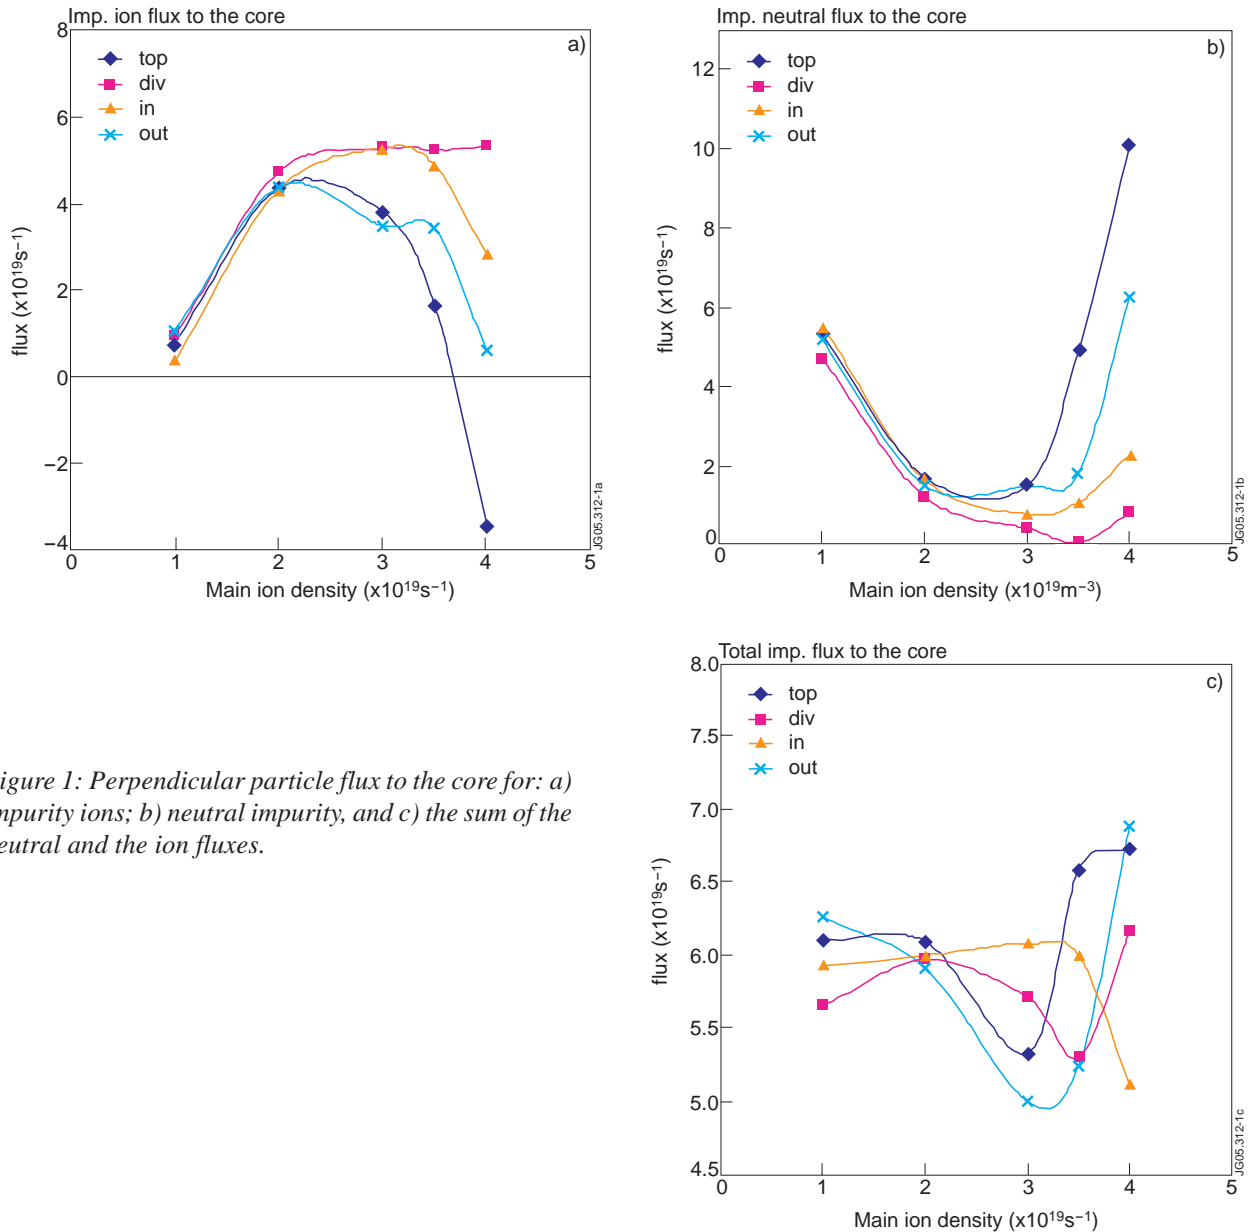 Imp. ion flux to the core
8
6
4
2
0
−2
−4
0
1
2
3
4
5
flux (x10¹⁹s⁻¹)
Main ion density (x10¹⁹s⁻¹)
a)
top
div
in
out
JG05.312-1a
Imp. neutral flux to the core
12
10
8
6
4
2
0
0
1
2
3
4
5
flux (x10¹⁹s⁻¹)
Main ion density (x10¹⁹m⁻³)
b)
top
div
in
out
JG05.312-1b
igure 1: Perpendicular particle flux to the core for: a)
mpurity ions; b) neutral impurity, and c) the sum of the
eutral and the ion fluxes.
Total imp. flux to the core
8.0
7.5
7.0
6.5
6.0
5.5
5.0
4.5
0
1
2
3
4
5
flux (x10¹⁹s⁻¹)
Main ion density (x10¹⁹s⁻¹)
c)
top
div
in
out
JG05.312-1c